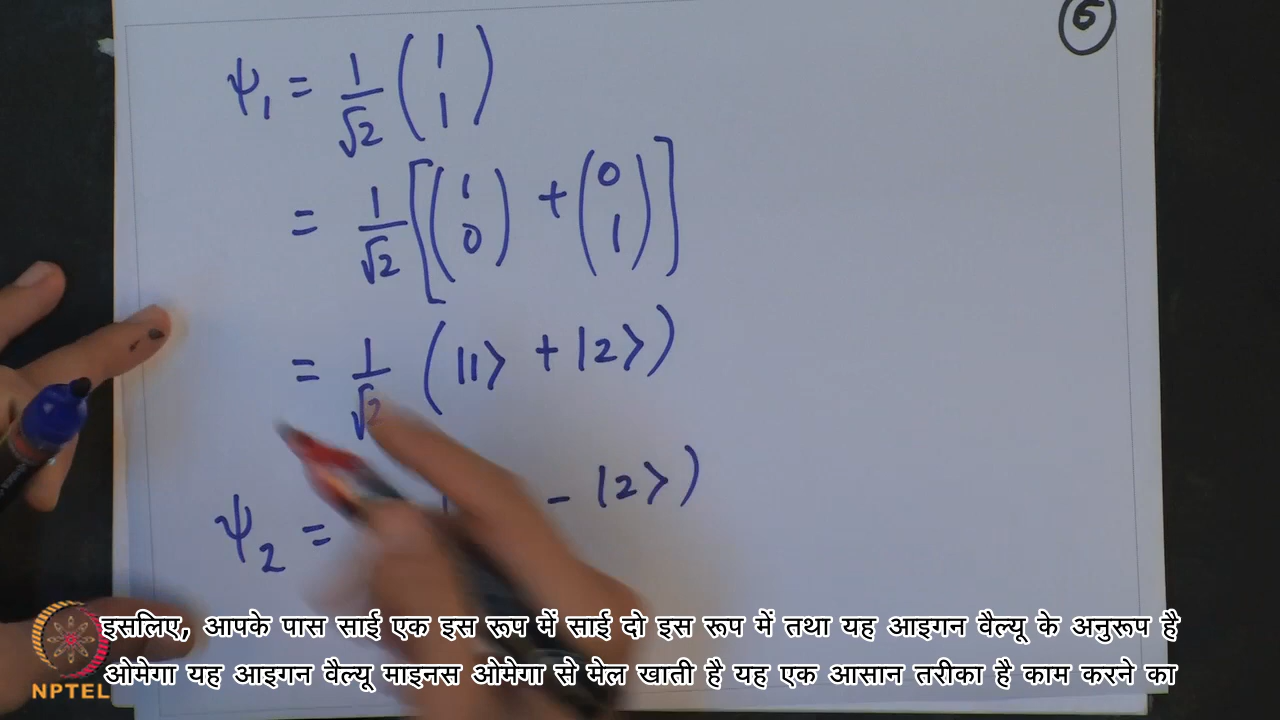 6
ψ₁ = 1/√2 (1 1)
= 1/√2 [(1 0) + (0 1)]
= 1/√2 (|1⟩ + |2⟩)
ψ₂ = - |2⟩)
इसलिए, आपके पास साई एक इस रूप में साई दो इस रूप में तथा यह आइगन वैल्यू के अनुरूप है
ओमेगा यह आइगन वैल्यू माइनस ओमेगा से मेल खाती है यह एक आसान तरीका है काम करने का
NPTEL